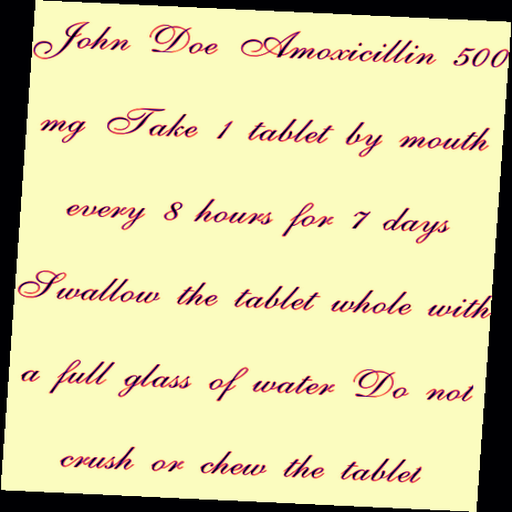 John Doe Amoxicillin 500
mg Take 1 tablet by mouth
every 8 hours for 7 days
Swallow the tablet whole with
a full glass of water Do not
crush or chew the tablet